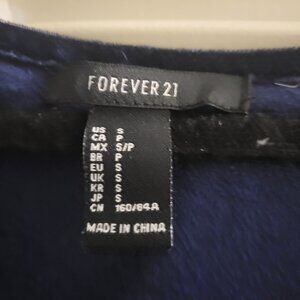 FOREVER 21
US S
CA P
MX S/P
BR P
EU S
UK S
KR S
JP S
CN 160/84A
MADE IN CHINA